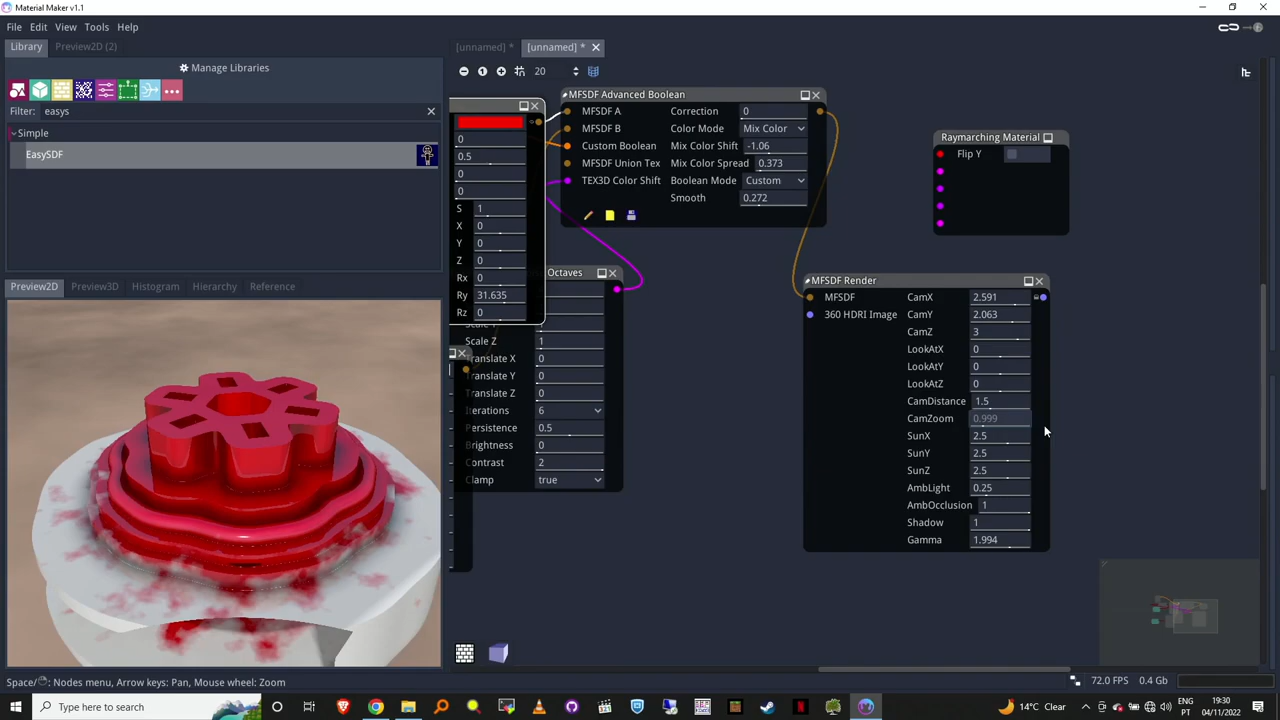 Material Maker v1.1
File Edit View Tools Help
Library Preview2D (2)
Manage Libraries
Filter: easys
Simple
EasySDF
Preview2D Preview3D Histogram Hierarchy Reference
[unnamed] * [unnamed] *
20
0
0.5
0
0
S 1
X 0
Y 0
Z 0
Rx 0
Ry 31.635
Rz 0
MFSDF Advanced Boolean
MFSDF A Correction 0
MFSDF B Color Mode Mix Color
Custom Boolean Mix Color Shift -1.06
MFSDF Union Tex Mix Color Spread 0.373
TEX3D Color Shift Boolean Mode Custom
Smooth 0.272
Octaves
Scale Z 1
Translate X 0
Translate Y 0
Translate Z 0
Iterations 6
Persistence 0.5
Brightness 0
Contrast 2
Clamp true
Raymarching Material
Flip Y
MFSDF Render
MFSDF CamX 2.591
360 HDRI Image CamY 2.063
CamZ 3
LookAtX 0
LookAtY 0
LookAtZ 0
CamDistance 1.5
CamZoom 0.999
SunX 2.5
SunY 2.5
SunZ 2.5
AmbLight 0.25
AmbOcclusion 1
Shadow 1
Gamma 1.994
Space/ : Nodes menu, Arrow keys: Pan, Mouse wheel: Zoom
72.0 FPS 0.4 Gb
Type here to search
14°C Clear
ENG
PT
19:30
04/11/2022